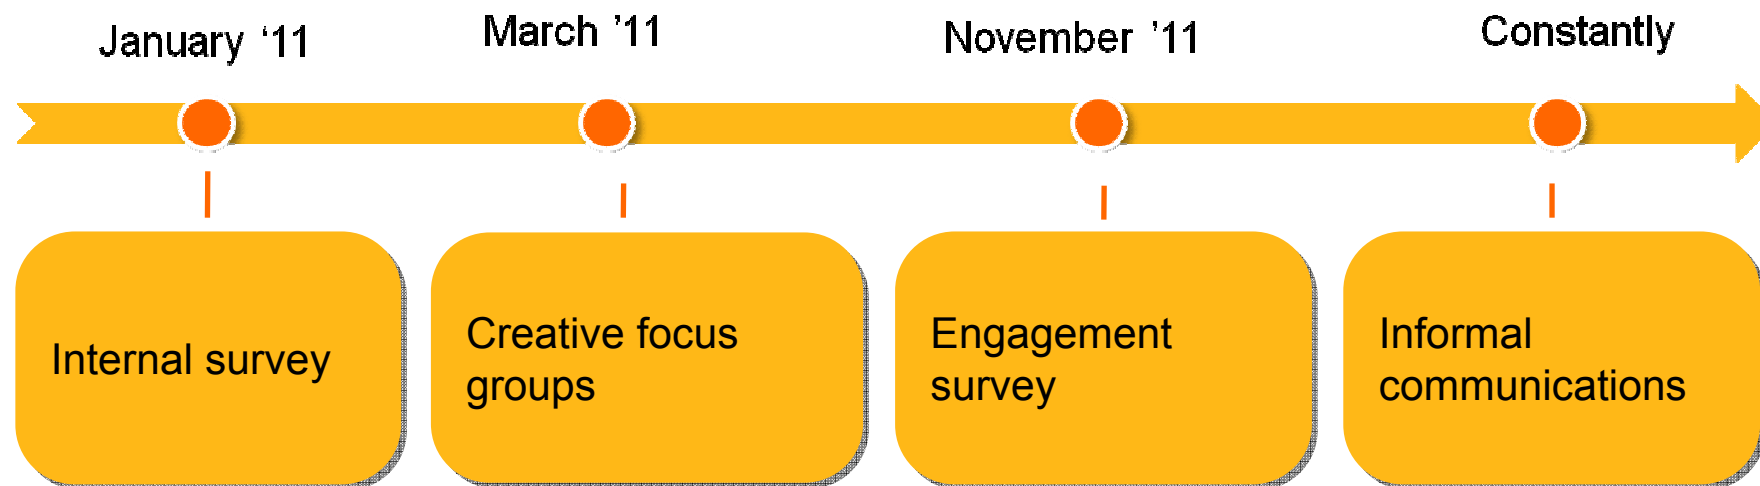 January ‘11
March ’11
November ’11
Constantly
Internal survey
Creative focus
groups
Engagement
survey
Informal
communications